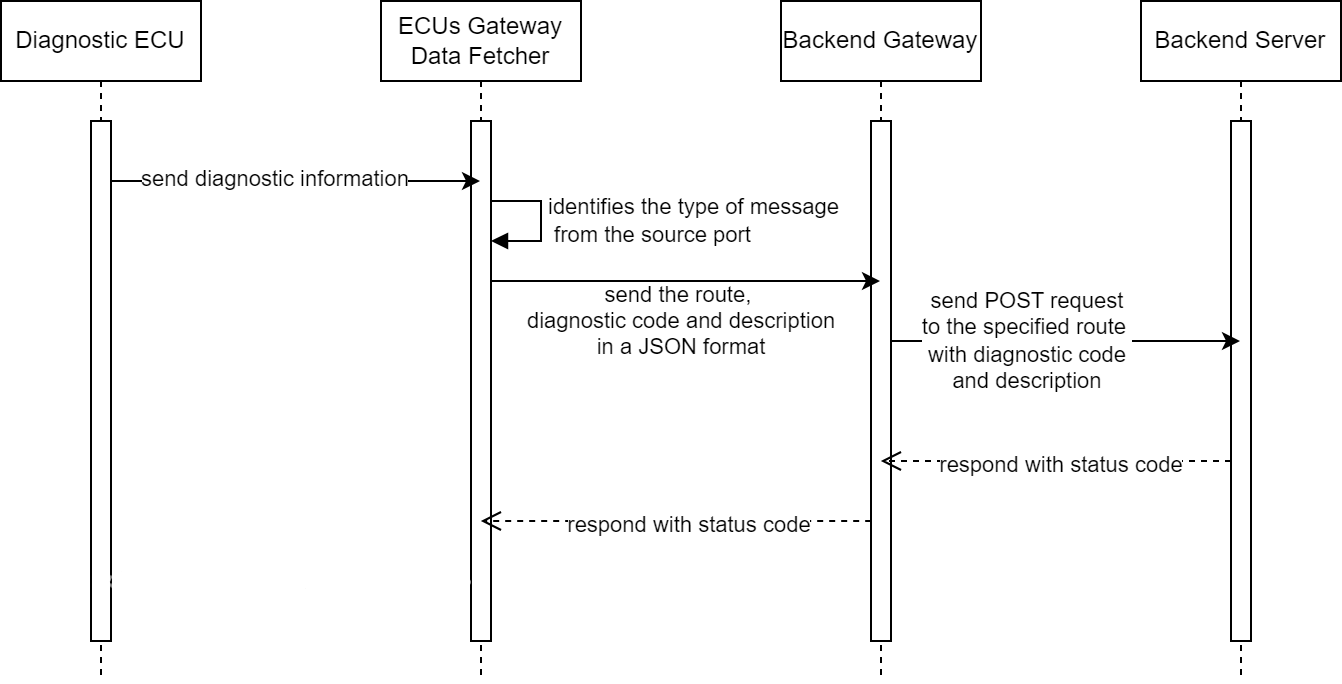 Diagnostic ECU
ECUs Gateway
Data Fetcher
Backend Gateway
Backend Server
send diagnostic information
identifies the type of message
from the source port
send the route,
diagnostic code and description
in a JSON format
send POST request
to the specified route
with diagnostic code
and description
respond with status code
respond with status code